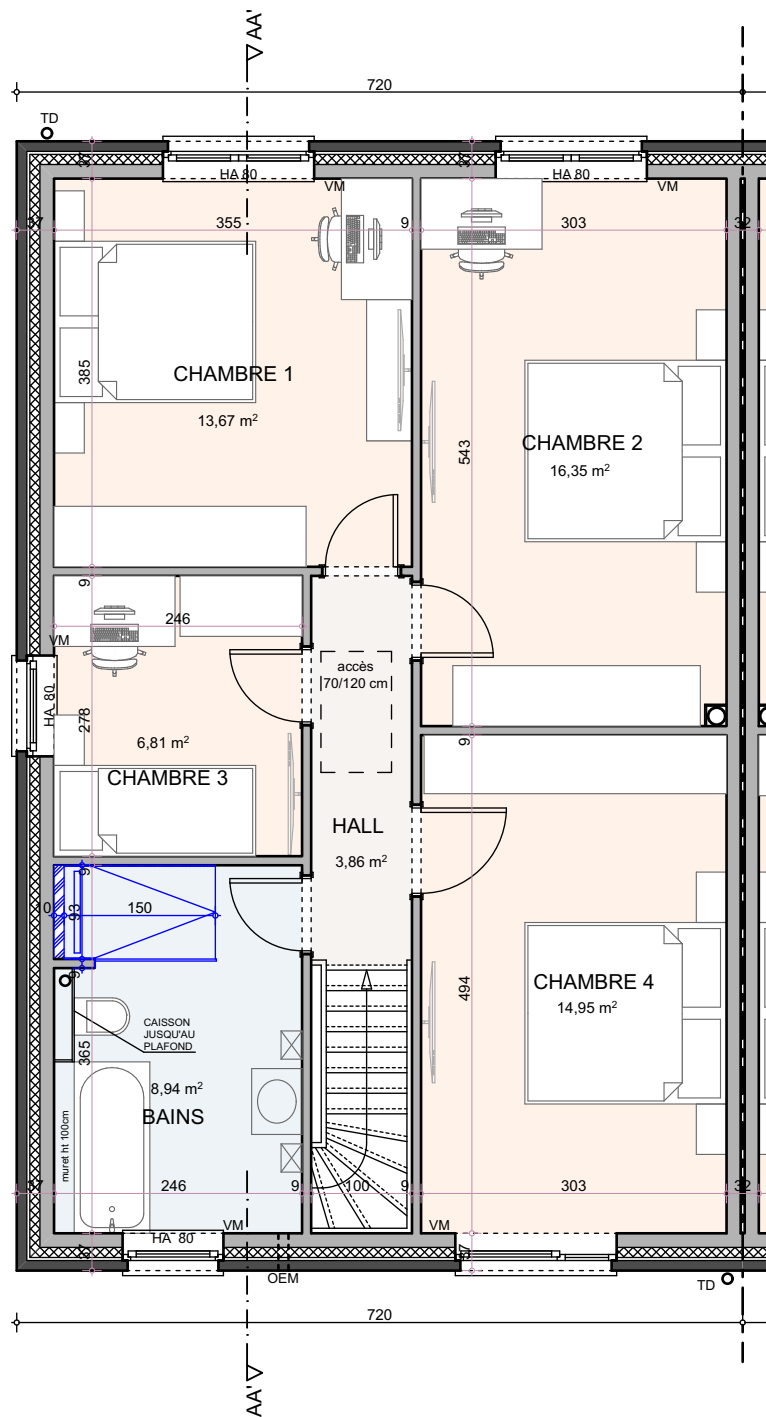 AA'
720
TD
37
37
HA 80
VM
HA 80
VM
37
355
9
303
32
385
CHAMBRE 1
13,67 m²
543
CHAMBRE 2
16,35 m²
9
246
VM
HA 80
accès
70/120 cm
278
6,81 m²
CHAMBRE 3
9
HALL
3,86 m²
9
10
93
150
9
494
CHAMBRE 4
14,95 m²
CAISSON
JUSQU'AU
PLAFOND
365
8,94 m²
BAINS
muret ht 100cm
37
246
9
100
9
303
32
VM
VM
HA 80
37
37
OEM
TD
720
AA'